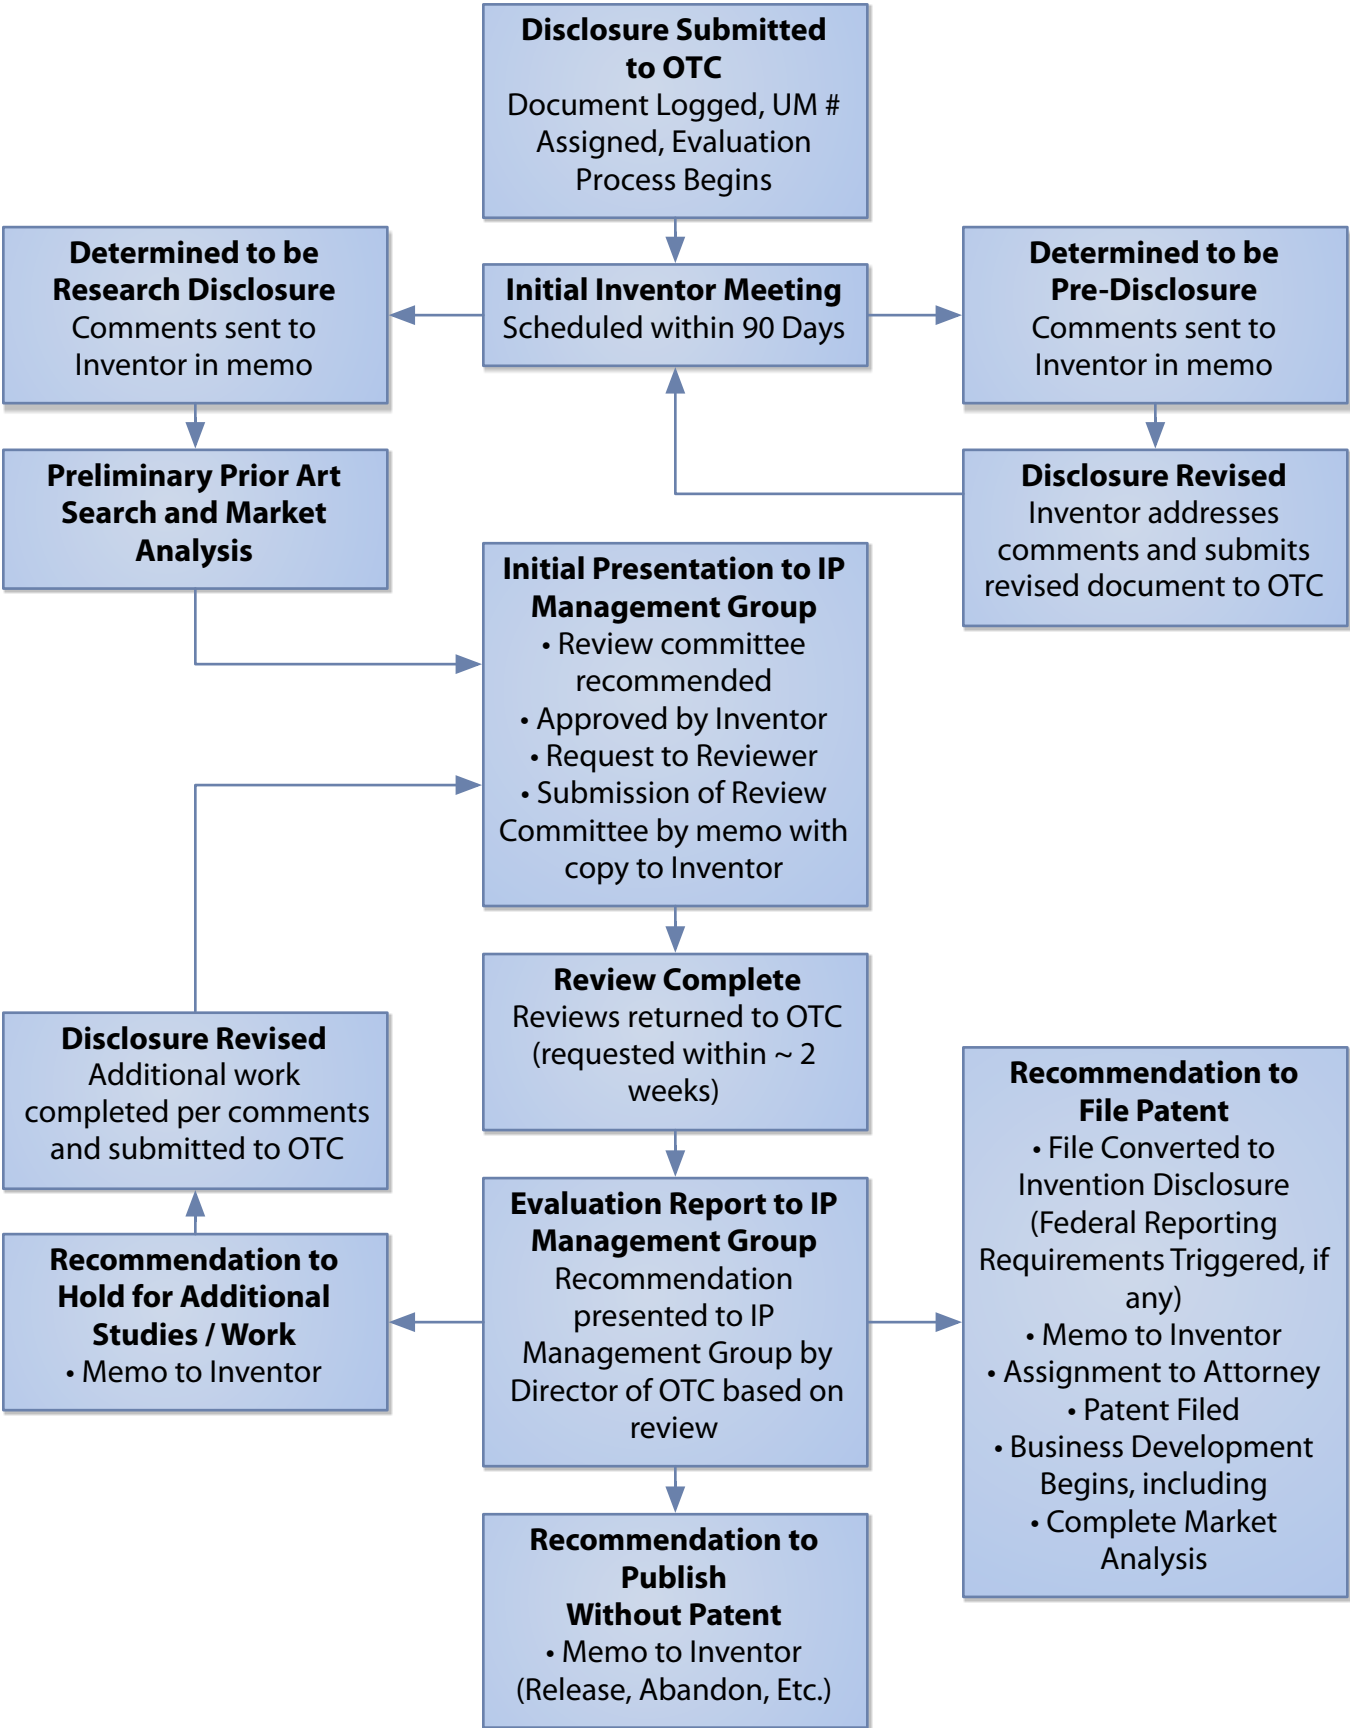 Disclosure Submitted
to OTC
Document Logged, UM #
Assigned, Evaluation
Process Begins
Determined to be
Research Disclosure
Comments sent to
Inventor in memo
Initial Inventor Meeting
Scheduled within 90 Days
Determined to be
Pre-Disclosure
Comments sent to
Inventor in memo
Preliminary Prior Art
Search and Market
Analysis
Disclosure Revised
Inventor addresses
comments and submits
revised document to OTC
Initial Presentation to IP
Management Group
• Review committee
recommended
• Approved by Inventor
• Request to Reviewer
• Submission of Review
Committee by memo with
copy to Inventor
Review Complete
Reviews returned to OTC
(requested within ~ 2
weeks)
Disclosure Revised
Additional work
completed per comments
and submitted to OTC
Recommendation to
Hold for Additional
Studies / Work
• Memo to Inventor
Evaluation Report to IP
Management Group
Recommendation
presented to IP
Management Group by
Director of OTC based on
review
Recommendation to
File Patent
• File Converted to
Invention Disclosure
(Federal Reporting
Requirements Triggered, if
any)
• Memo to Inventor
• Assignment to Attorney
• Patent Filed
• Business Development
Begins, including
• Complete Market
Analysis
Recommendation to
Publish
Without Patent
• Memo to Inventor
(Release, Abandon, Etc.)